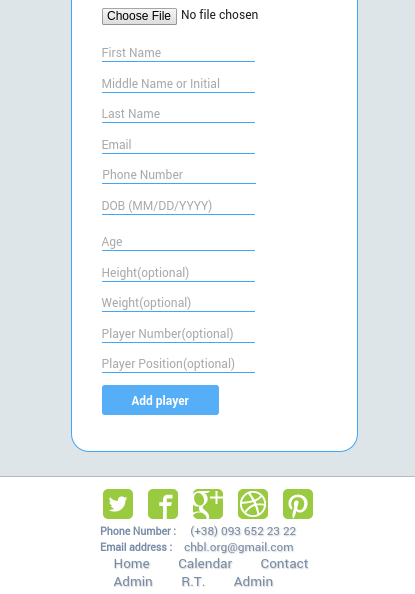 Choose File No file chosen
First Name
Middle Name or Initial
Last Name
Email
Phone Number
DOB (MM/DD/YYYY)
Age
Height(optional)
Weight(optional)
Player Number(optional)
Player Position(optional)
Add player
Phone Number : (+38) 093 652 23 22
Email address : chbl.org@gmail.com
Home Calendar Contact
Admin R.T. Admin